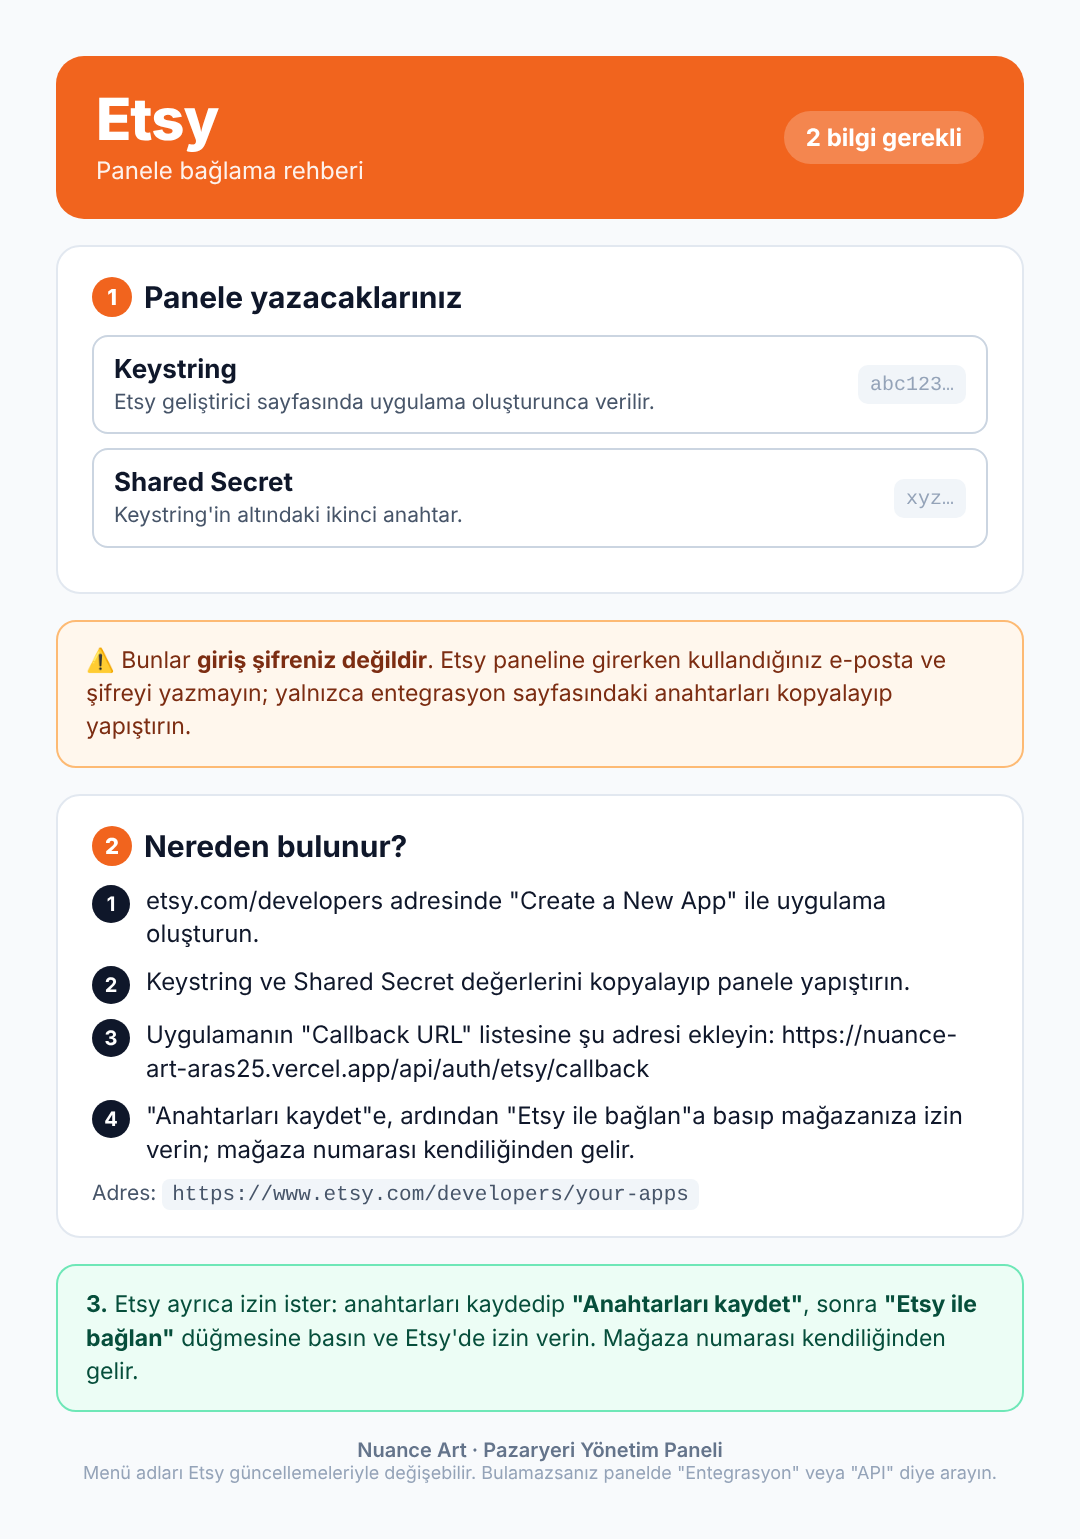 Etsy
Panele bağlama rehberi
2 bilgi gerekli
1 Panele yazacaklarınız
Keystring
Etsy geliştirici sayfasında uygulama oluşturunca verilir.
abc123…
Shared Secret
Keystring'in altındaki ikinci anahtar.
xyz…
⚠️ Bunlar giriş şifreniz değildir. Etsy paneline girerken kullandığınız e-posta ve
şifreyi yazmayın; yalnızca entegrasyon sayfasındaki anahtarları kopyalayıp
yapıştırın.
2 Nereden bulunur?
1 etsy.com/developers adresinde "Create a New App" ile uygulama
oluşturun.
2 Keystring ve Shared Secret değerlerini kopyalayıp panele yapıştırın.
3 Uygulamanın "Callback URL" listesine şu adresi ekleyin: https://nuance-
art-aras25.vercel.app/api/auth/etsy/callback
4 "Anahtarları kaydet"e, ardından "Etsy ile bağlan"a basıp mağazanıza izin
verin; mağaza numarası kendiliğinden gelir.
Adres: https://www.etsy.com/developers/your-apps
3. Etsy ayrıca izin ister: anahtarları kaydedip "Anahtarları kaydet", sonra "Etsy ile
bağlan" düğmesine basın ve Etsy'de izin verin. Mağaza numarası kendiliğinden
gelir.
Nuance Art · Pazaryeri Yönetim Paneli
Menü adları Etsy güncellemeleriyle değişebilir. Bulamazsanız panelde "Entegrasyon" veya "API" diye arayın.